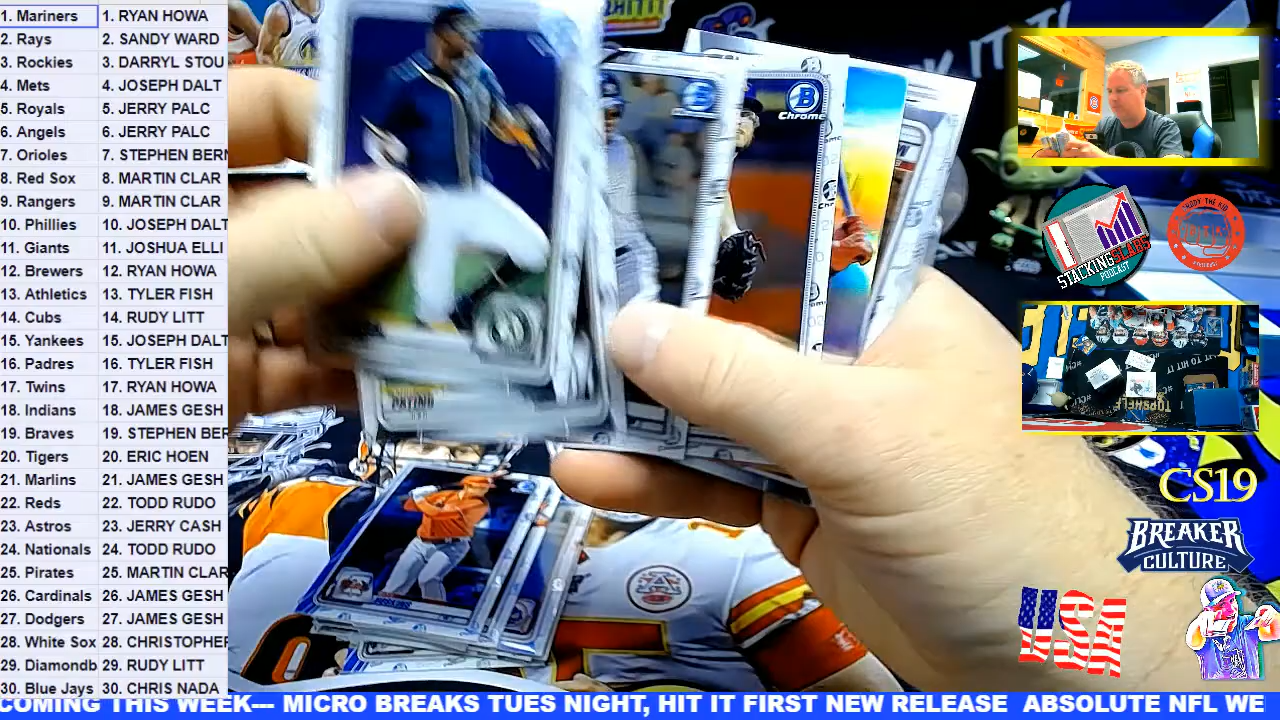 1. Mariners 1. RYAN HOWA
2. Rays 2. SANDY WARD
3. Rockies 3. DARRYL STOU
4. Mets 4. JOSEPH DALT
5. Royals 5. JERRY PALC
6. Angels 6. JERRY PALC
7. Orioles 7. STEPHEN BERN
8. Red Sox 8. MARTIN CLAR
9. Rangers 9. MARTIN CLAR
10. Phillies 10. JOSEPH DALT
11. Giants 11. JOSHUA ELLI
12. Brewers 12. RYAN HOWA
13. Athletics 13. TYLER FISH
14. Cubs 14. RUDY LITT
15. Yankees 15. JOSEPH DALT
16. Padres 16. TYLER FISH
17. Twins 17. RYAN HOWA
18. Indians 18. JAMES GESH
19. Braves 19. STEPHEN BER
20. Tigers 20. ERIC HOEN
21. Marlins 21. JAMES GESH
22. Reds 22. TODD RUDO
23. Astros 23. JERRY CASH
24. Nationals 24. TODD RUDO
25. Pirates 25. MARTIN CLAR
26. Cardinals 26. JAMES GESH
27. Dodgers 27. JAMES GESH
28. White Sox 28. CHRISTOPHER
29. Diamondb 29. RUDY LITT
30. Blue Jays 30. CHRIS NADA
Chrome
STACKING SLABS
PODCAST
CS19
BREAKER
CULTURE
USA
COMING THIS WEEK--- MICRO BREAKS TUES NIGHT, HIT IT FIRST NEW RELEASE ABSOLUTE NFL WE